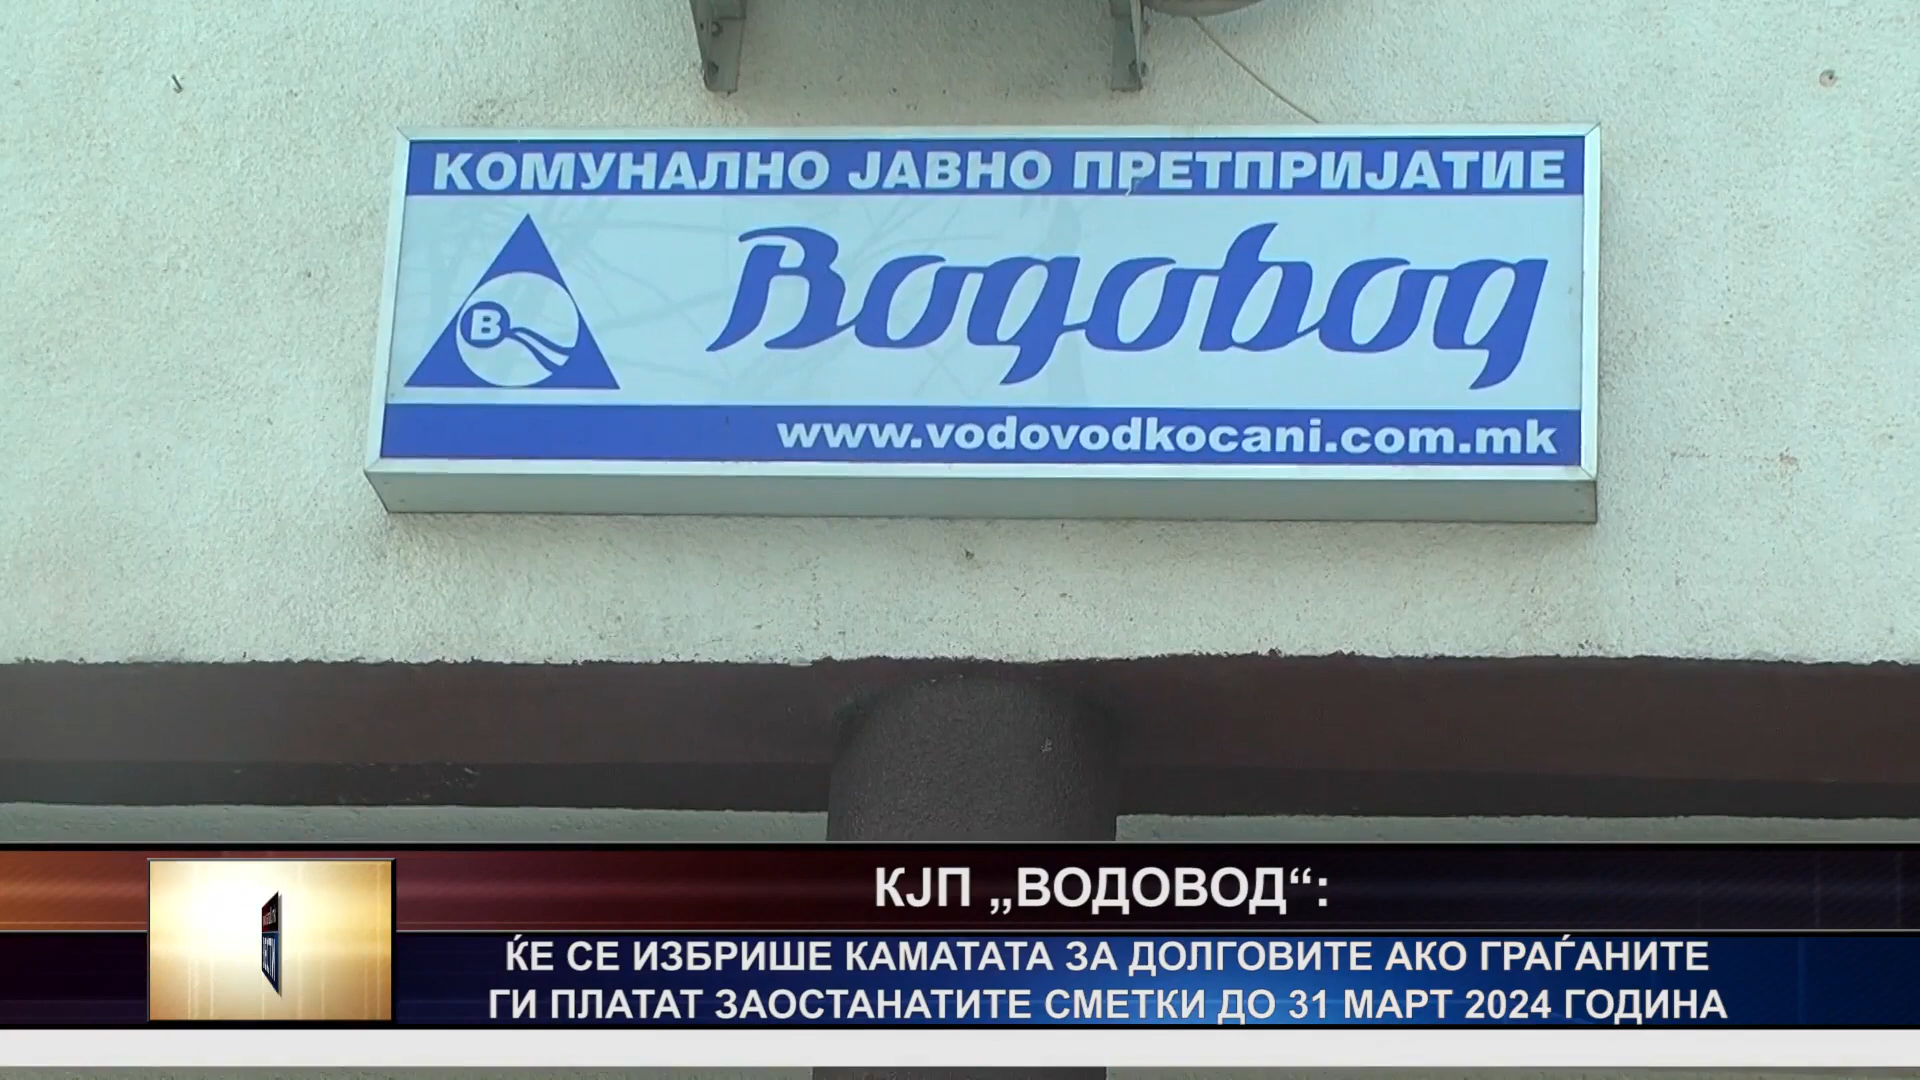 КОМУНАЛНО ЈАВНО ПРЕТПРИЈАТИЕ
B
Водовод
www.vodovodkocani.com.mk
КЈП „ВОДОВОД“:
ЌЕ СЕ ИЗБРИШЕ КАМАТАТА ЗА ДОЛГОВИТЕ АКО ГРАЃАНИТЕ
ГИ ПЛАТАТ ЗАОСТАНАТИТЕ СМЕТКИ ДО 31 МАРТ 2024 ГОДИНА